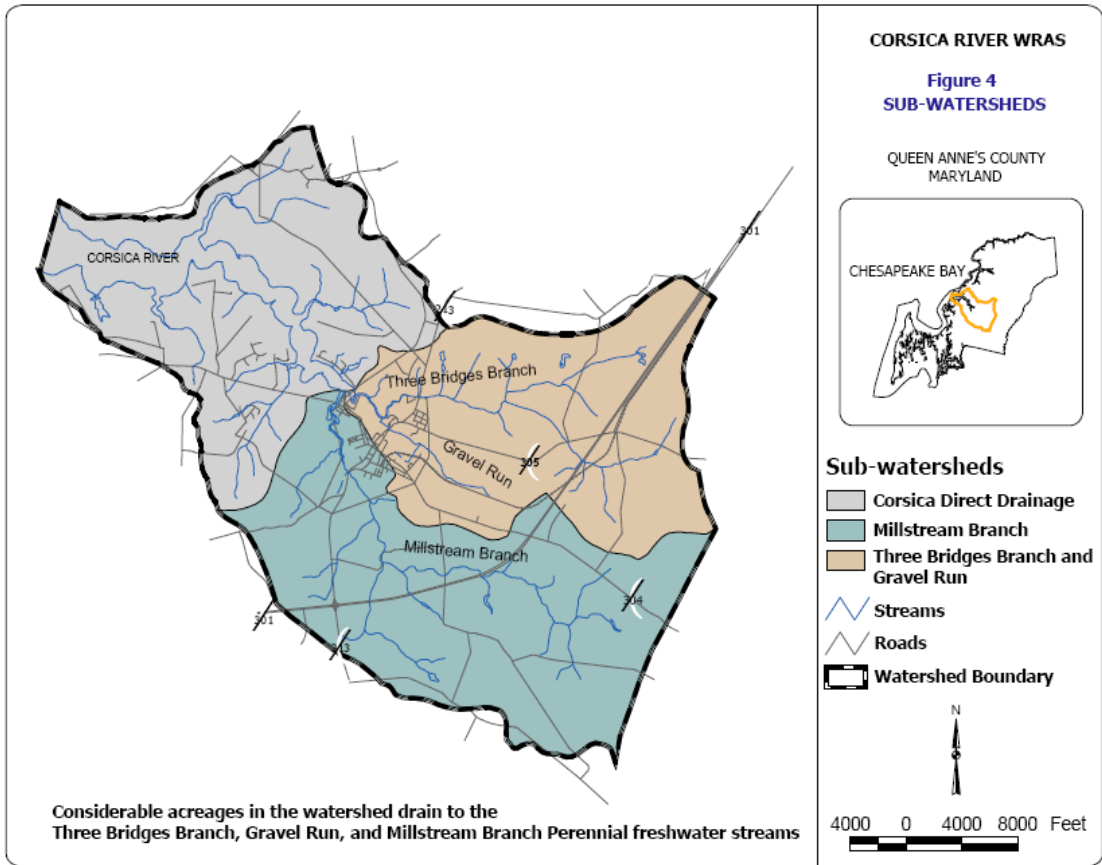 CORSICA RIVER WRAS
Figure 4
SUB-WATERSHEDS
QUEEN ANNE'S COUNTY
MARYLAND
CHESAPEAKE BAY
Sub-watersheds
Corsica Direct Drainage
Millstream Branch
Three Bridges Branch and
Gravel Run
Streams
Roads
Watershed Boundary
N
4000 0 4000 8000 Feet
301
CORSICA RIVER
213
Three Bridges Branch
Gravel Run
305
Millstream Branch
304
301
213
Considerable acreages in the watershed drain to the
Three Bridges Branch, Gravel Run, and Millstream Branch Perennial freshwater streams